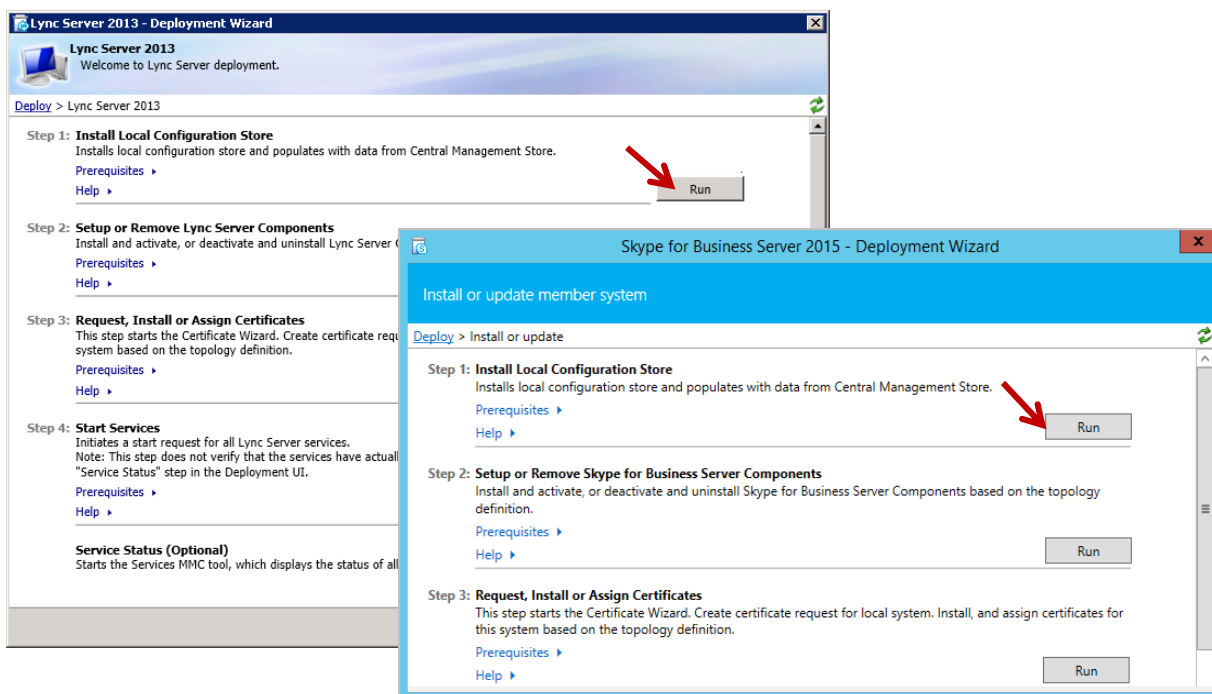 Lync Server 2013 - Deployment Wizard
Lync Server 2013
Welcome to Lync Server deployment.
Deploy > Lync Server 2013
Step 1: Install Local Configuration Store
Installs local configuration store and populates with data from Central Management Store.
Prerequisites
Help
Run
Step 2: Setup or Remove Lync Server Components
Install and activate, or deactivate and uninstall Lync Server
Prerequisites
Help
Step 3: Request, Install or Assign Certificates
This step starts the Certificate Wizard. Create certificate
system based on the topology definition.
Prerequisites
Help
Step 4: Start Services
Initiates a start request for all Lync Server services.
Note: This step does not verify that the services have
"Service Status" step in the Deployment UI.
Prerequisites
Help
Service Status (Optional)
Starts the Services MMC tool, which displays the status of
Skype for Business Server 2015 - Deployment Wizard
Install or update member system
Deploy > Install or update
Step 1: Install Local Configuration Store
Installs local configuration store and populates with data from Central Management Store.
Prerequisites
Help
Run
Step 2: Setup or Remove Skype for Business Server Components
Install and activate, or deactivate and uninstall Skype for Business Server Components based on the topology
definition.
Prerequisites
Help
Run
Step 3: Request, Install or Assign Certificates
This step starts the Certificate Wizard. Create certificate request for local system. Install, and assign certificates for
this system based on the topology definition.
Prerequisites
Help
Run